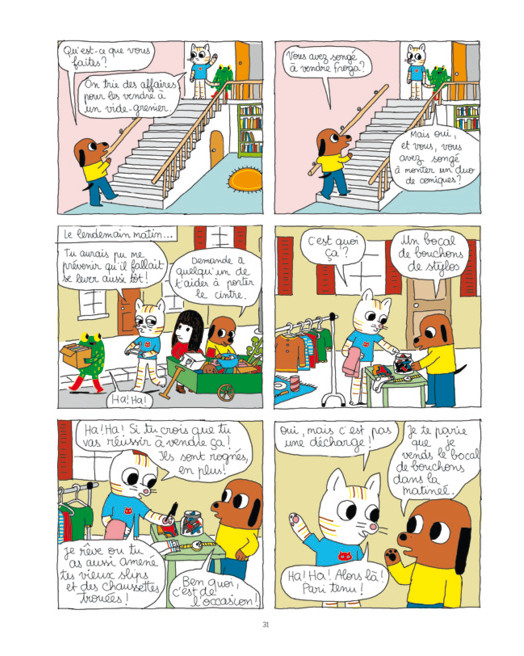 Qu'est-ce que vous
faites?
On trie des affaires
pour les vendre à
un vide-grenier
Vous avez songé
à vendre froza?
Mais oui,
et vous, vous
avez songé
à monter un duo
de comiques?
Le lendemain matin...
Tu aurais pu me
prévenir qu'il fallait
se lever aussi tôt!
Demande à
quelqu'un de
t'aider à porter
le cintre.
Ha! Ha!
C'est quoi
ça?
Un bocal
de bouchons
de stylos
Ha! Ha! Si tu crois que tu
vas réussir à vendre ça!
Ils sont rognés,
en plus!
Je rêve ou tu
as aussi amené
tes vieux slips
et des chaussettes
trouées!
Ben quoi,
c'est de
l'occasion!
Oui, mais c'est pas
une décharge!
Je te parie
que je
vends le bocal
de bouchons
dans la
matinée.
Ha! Ha! Alors là!
Pari tenu!
31